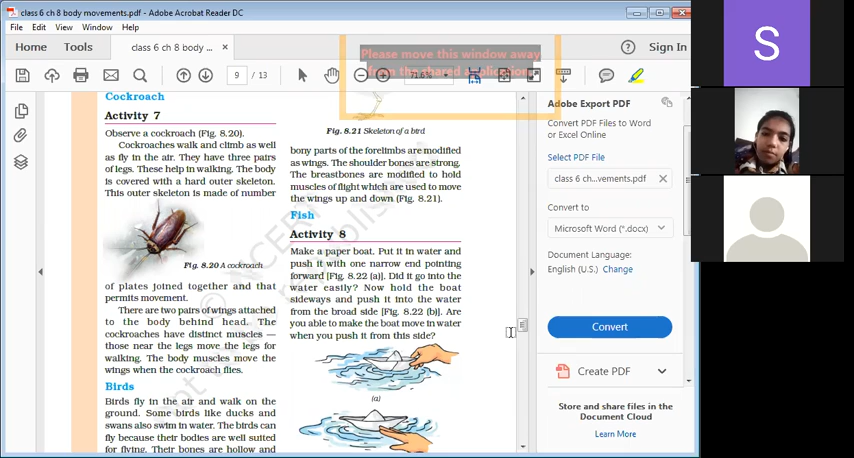 class 6 ch 8 body movements.pdf - Adobe Acrobat Reader DC
File Edit View Window Help
Home Tools class 6 ch 8 body ... × Sign In
Please move this window away
from the shared application
9 / 13 71.6%
Cockroach
Activity 7
Observe a cockroach (Fig. 8.20).
Cockroaches walk and climb as well
as fly in the air. They have three pairs
of legs. These help in walking. The body
is covered with a hard outer skeleton.
This outer skeleton is made of number
Fig. 8.20 A cockroach
of plates joined together and that
permits movement.
There are two pairs of wings attached
to the body behind head. The
cockroaches have distinct muscles —
those near the legs move the legs for
walking. The body muscles move the
wings when the cockroach flies.
Birds
Birds fly in the air and walk on the
ground. Some birds like ducks and
swans also swim in water. The birds can
fly because their bodies are well suited
for flying. Their bones are hollow and
Fig. 8.21 Skeleton of a bird
bony parts of the forelimbs are modified
as wings. The shoulder bones are strong.
The breastbones are modified to hold
muscles of flight which are used to move
the wings up and down (Fig. 8.21).
Fish
Activity 8
Make a paper boat. Put it in water and
push it with one narrow end pointing
forward [Fig. 8.22 (a)]. Did it go into the
water easily? Now hold the boat
sideways and push it into the water
from the broad side [Fig. 8.22 (b)]. Are
you able to make the boat move in water
when you push it from this side?
(a)
© NCERT
not to be republished
Adobe Export PDF
Convert PDF Files to Word
or Excel Online
Select PDF File
class 6 ch...vements.pdf ×
Convert to
Microsoft Word (*.docx)
Document Language:
English (U.S.) Change
Convert
Create PDF
Store and share files in the
Document Cloud
Learn More
S